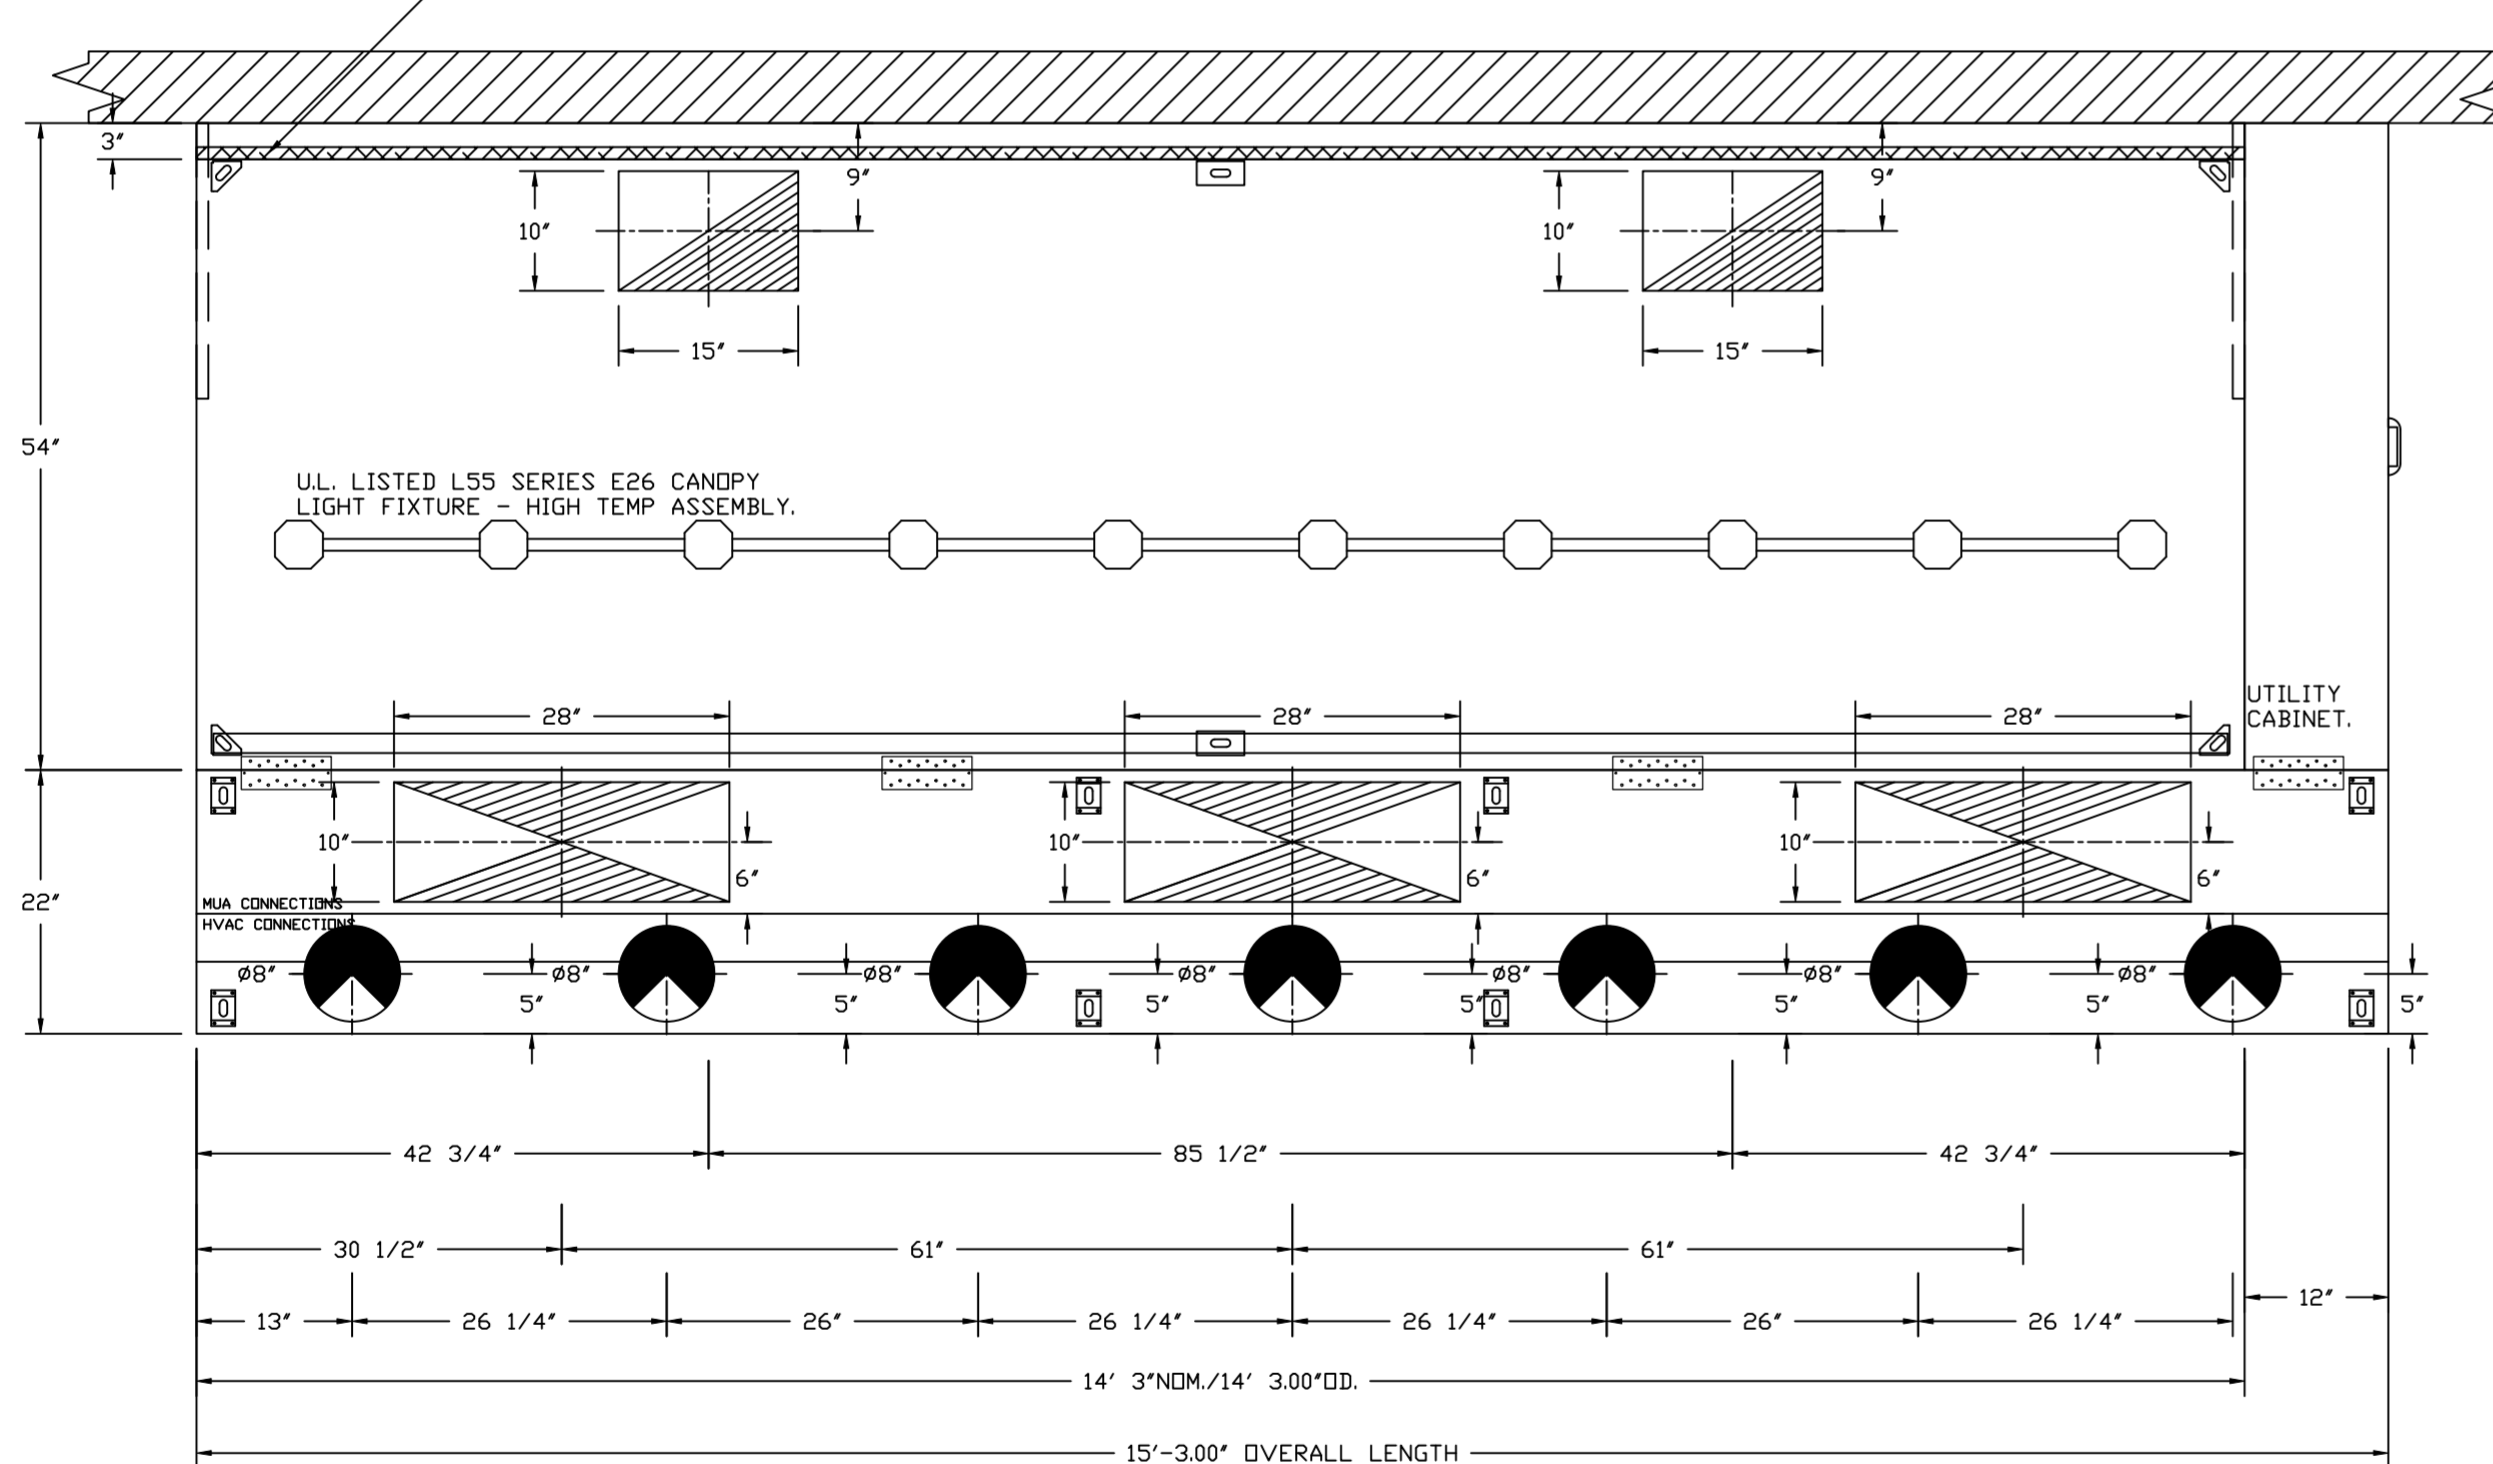 3"
9"
9"
10"
10"
15"
15"
54"
U.L. LISTED L55 SERIES E26 CANOPY
LIGHT FIXTURE - HIGH TEMP ASSEMBLY.
UTILITY
CABINET.
28"
28"
28"
10"
10"
10"
6"
6"
6"
22"
MUA CONNECTIONS
HVAC CONNECTIONS
ø8"
ø8"
ø8"
ø8"
ø8"
ø8"
ø8"
5"
5"
5"
5"
5"
5"
5"
42 3/4"
85 1/2"
42 3/4"
30 1/2"
61"
61"
12"
13"
26 1/4"
26"
26 1/4"
26 1/4"
26"
26 1/4"
14' 3"NOM./14' 3.00"OD.
15'-3.00" OVERALL LENGTH